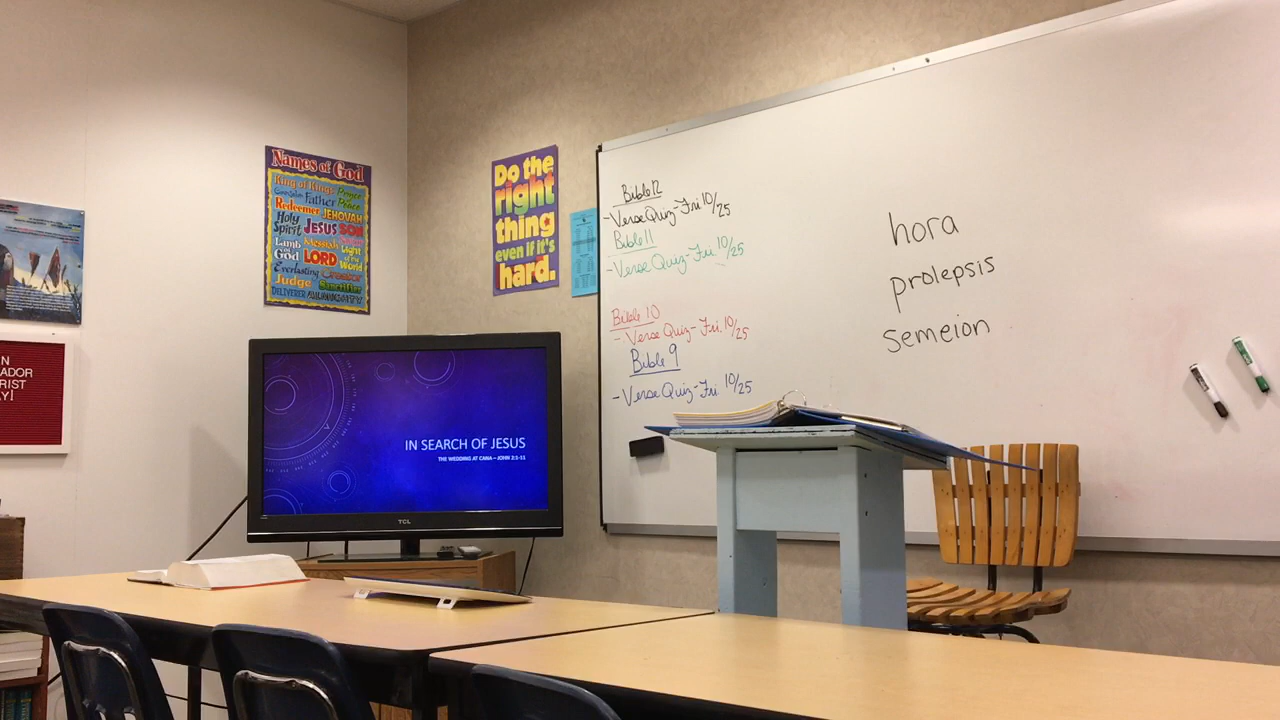 Names of God
King of Kings Prince
Father of Peace
Redeemer JEHOVAH
Holy
Spirit JESUS SON
Lamb Messiah Light
of God LORD of the World
Everlasting
Judge Sanctifier
DELIVERER
N
ADOR
RIST
Y!
Do the
right
thing
even if it's
hard.
IN SEARCH OF JESUS
THE WEDDING AT CANA – JOHN 2:1-11
TCL
Bible 12
- Verse Quiz - Fri 10/25
Bible 11
- Verse Quiz - Fri 10/25
Bible 10
- Verse Quiz - Fri. 10/25
Bible 9
- Verse Quiz - Fri. 10/25
hora
prolepsis
semeion